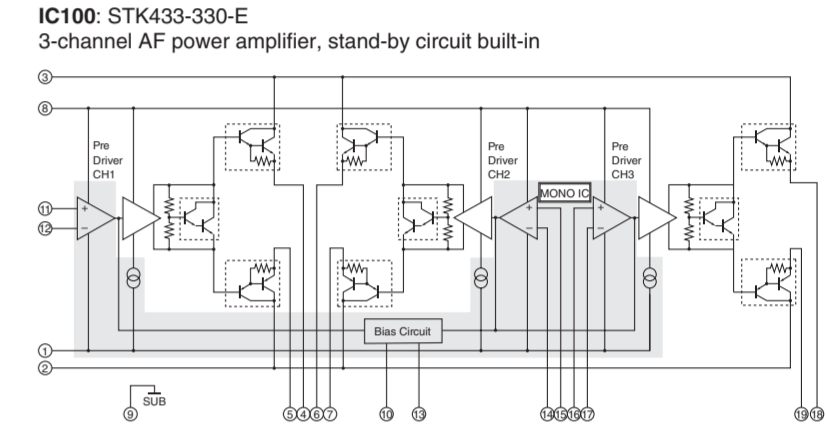 IC100: STK433-330-E
3-channel AF power amplifier, stand-by circuit built-in
3
8
Pre
Driver
CH1
Pre
Driver
CH2
Pre
Driver
CH3
MONO IC
11
+
12
−
+
−
+
−
Bias Circuit
1
2
SUB
9
5 4 6 7 10 13 14 15 16 17 19 18